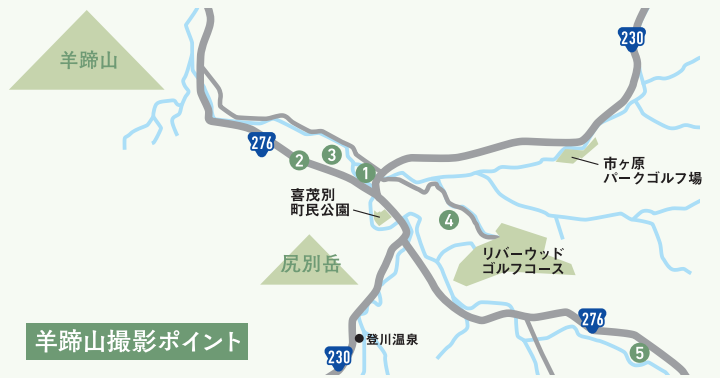 羊蹄山
230
276
2
3
1
市ヶ原
パークゴルフ場
喜茂別
町民公園
4
尻別岳
リバーウッド
ゴルフコース
276
羊蹄山撮影ポイント
登川温泉
230
5